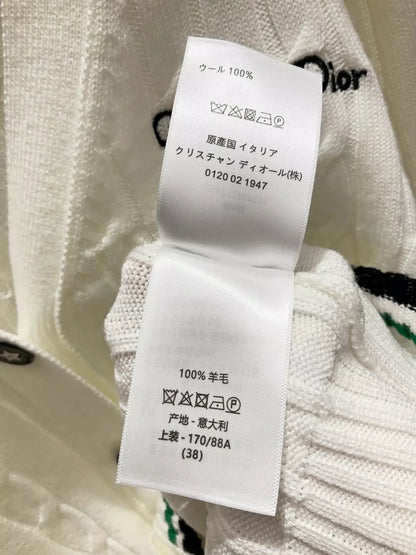 Dior
ウール 100%
原産国 イタリア
クリスチャン ディオール(株)
0120 02 1947
100% 羊毛
P
产地 - 意大利
上装 - 170/88A
(38)